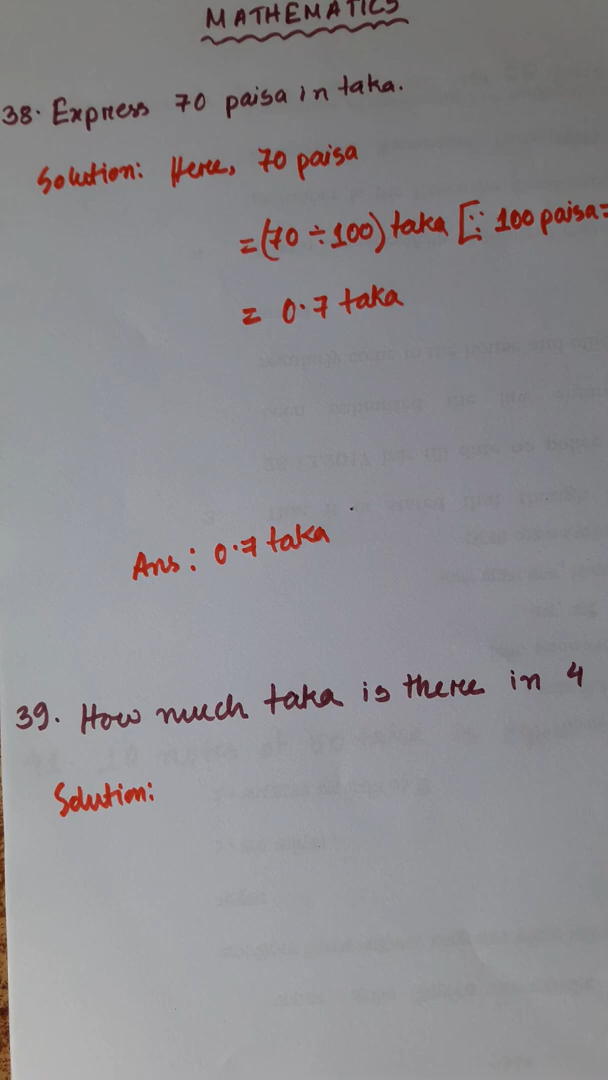 MATHEMATICS
38. Express 70 paisa in taka.
Solution: Here, 70 paisa
=(70 ÷ 100) taka [∵ 100 paisa=
= 0.7 taka
Ans: 0.7 taka
39. How much taka is there in 4
Solution: